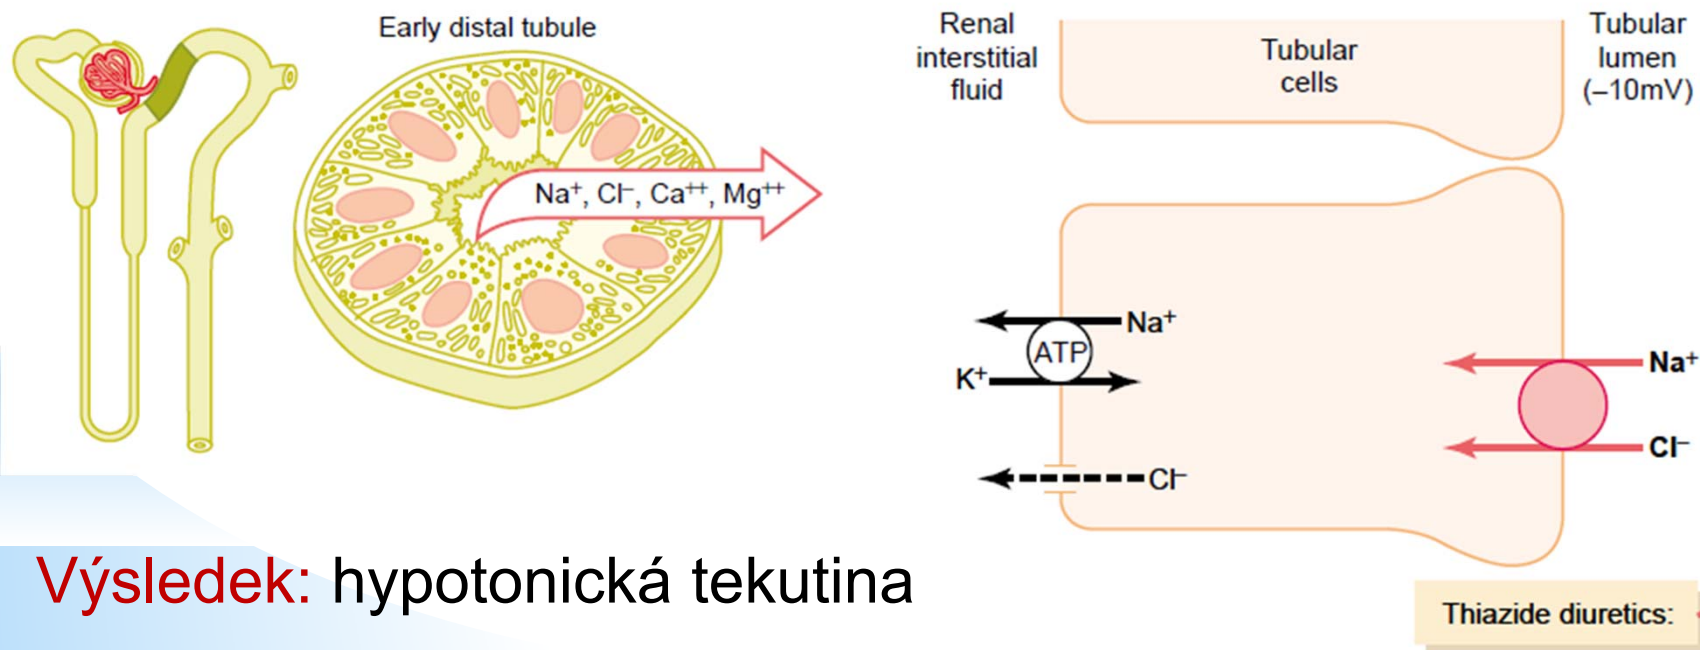 Early distal tubule
Na⁺, Cl⁻, Ca⁺⁺, Mg⁺⁺
Renal
interstitial
fluid
Tubular
cells
Tubular
lumen
(–10mV)
Na⁺
ATP
K⁺
Cl⁻
Na⁺
Cl⁻
Výsledek: hypotonická tekutina
Thiazide diuretics: